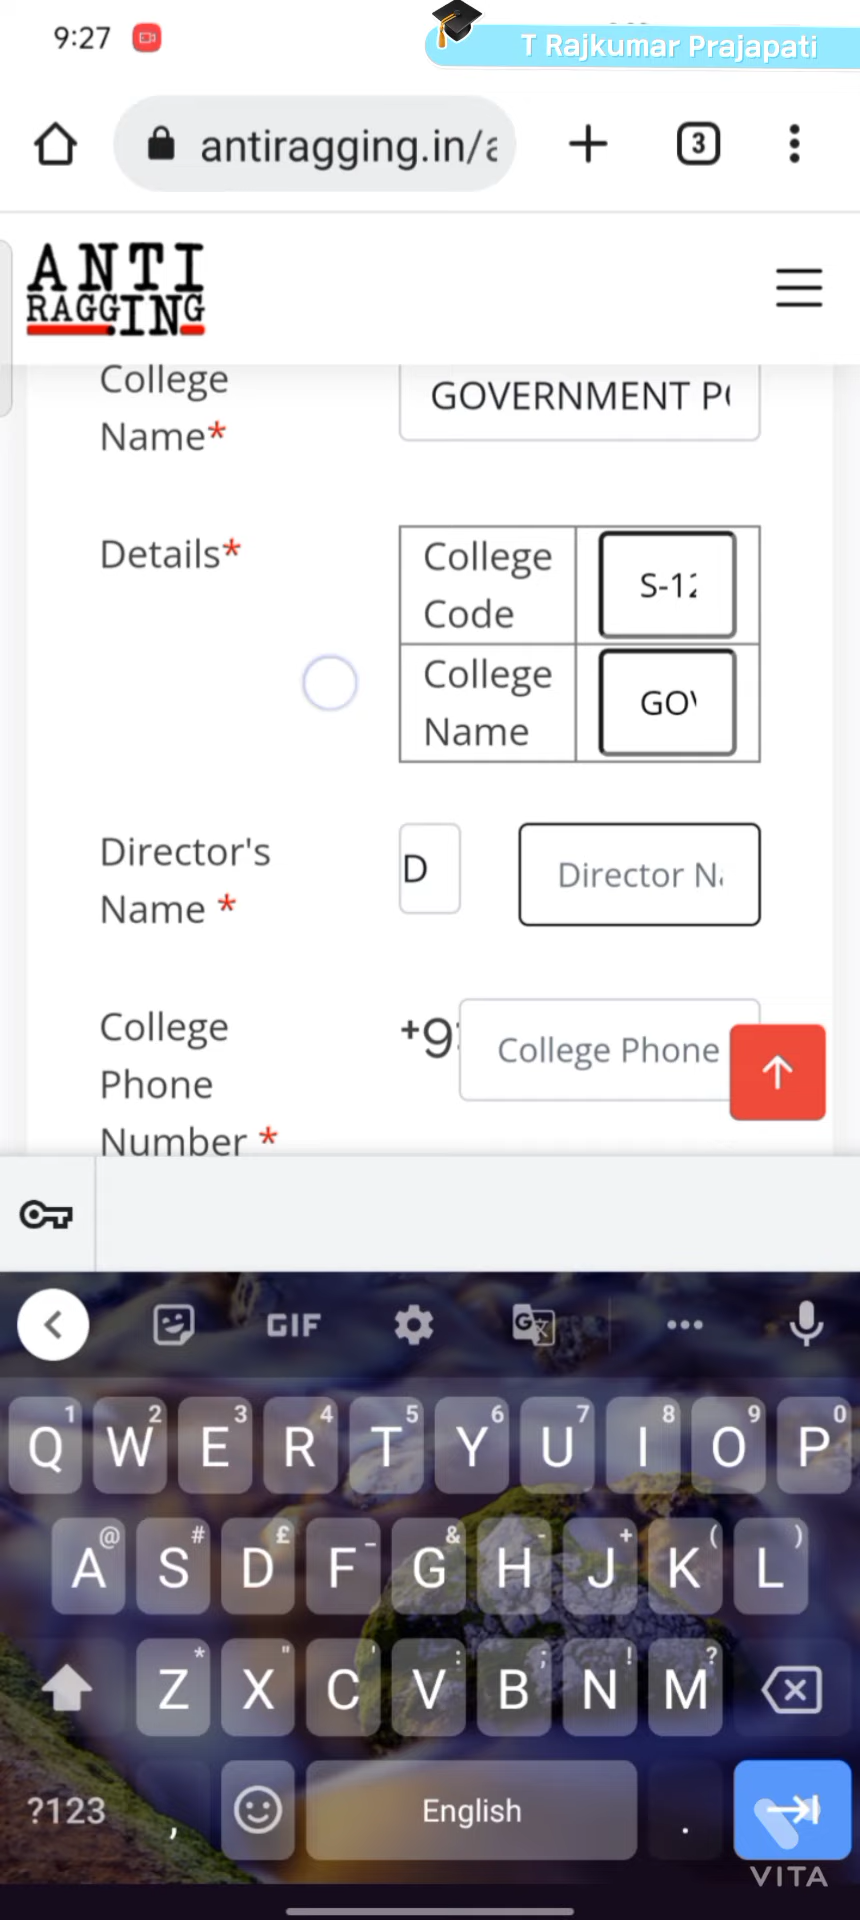 9:27
T Rajkumar Prajapati
antiragging.in/a
3
ANTI
RAGGING
College
Name*
GOVERNMENT P
Details*
College
Code
S-12
College
Name
GO
Director's
Name *
D
Director Na
College
Phone
Number *
+9
College Phone
GIF
1 2 3 4 5 6 7 8 9 0
Q W E R T Y U I O P
@ # £ _ & - + ( )
A S D F G H J K L
* " ' : ; ! ?
Z X C V B N M
?123 , English .
VITA